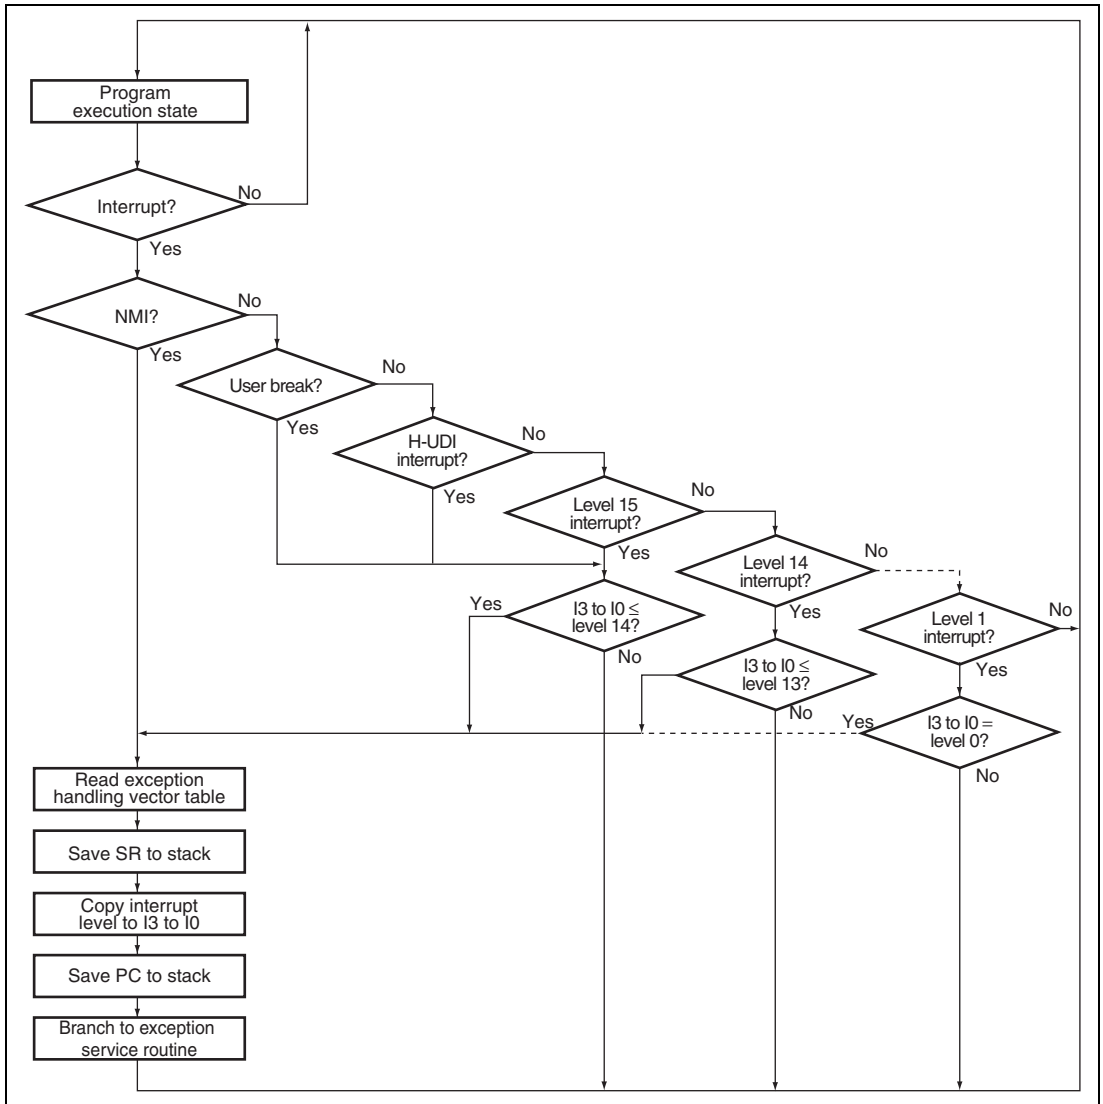 Program
execution state
Interrupt?
No
Yes
NMI?
No
Yes
User break?
No
Yes
H-UDI
interrupt?
No
Yes
Level 15
interrupt?
No
Yes
Level 14
interrupt?
No
Yes
Level 1
interrupt?
No
Yes
I3 to I0 ≤
level 14?
Yes
No
I3 to I0 ≤
level 13?
No
I3 to I0 =
level 0?
Yes
No
Read exception
handling vector table
Save SR to stack
Copy interrupt
level to I3 to I0
Save PC to stack
Branch to exception
service routine